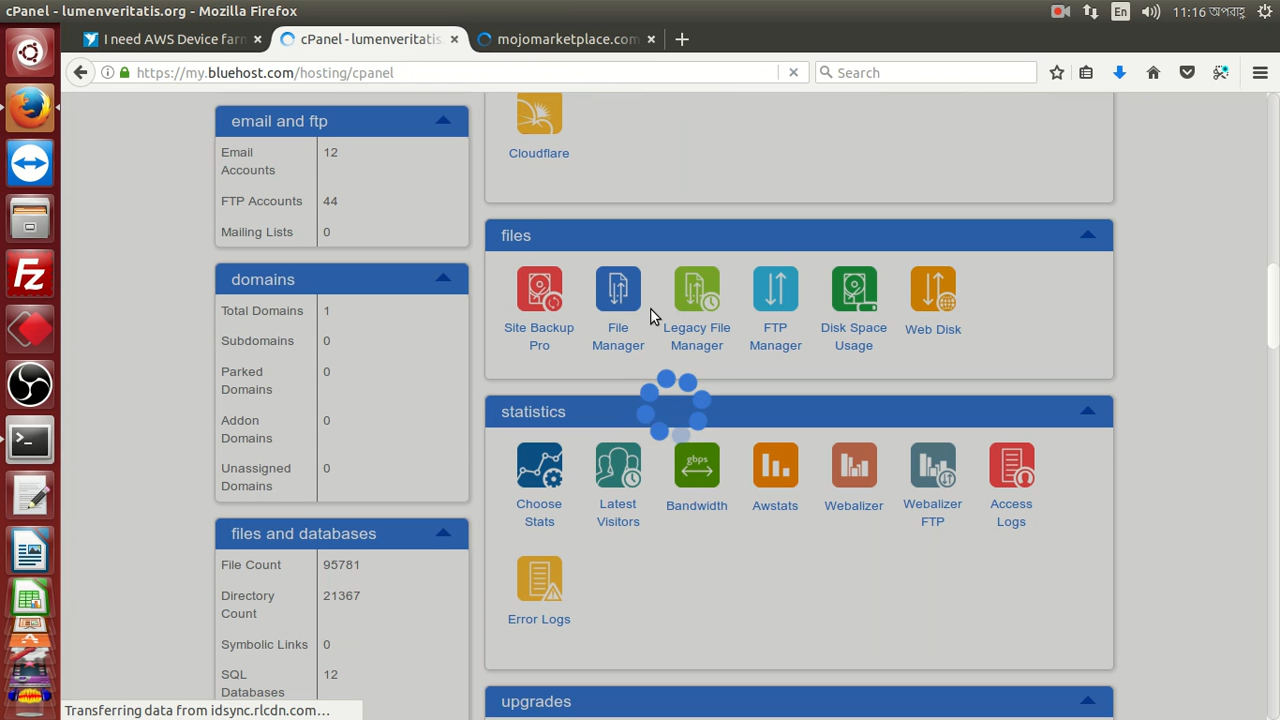 cPanel - lumenveritatis.org - Mozilla Firefox
En
11:16 অপরাহ্ণ
I need AWS Device farm
cPanel - lumenveritatis.
mojomarketplace.com
https://my.bluehost.com/hosting/cpanel
Search
email and ftp
Email Accounts 12
FTP Accounts 44
Mailing Lists 0
domains
Total Domains 1
Subdomains 0
Parked Domains 0
Addon Domains 0
Unassigned Domains 0
files and databases
File Count 95781
Directory Count 21367
Symbolic Links 0
SQL Databases 12
Cloudflare
files
Site Backup Pro
File Manager
Legacy File Manager
FTP Manager
Disk Space Usage
Web Disk
statistics
gbps
Choose Stats
Latest Visitors
Bandwidth
Awstats
Webalizer
Webalizer FTP
Access Logs
Error Logs
upgrades
Transferring data from idsync.rlcdn.com…
Fz